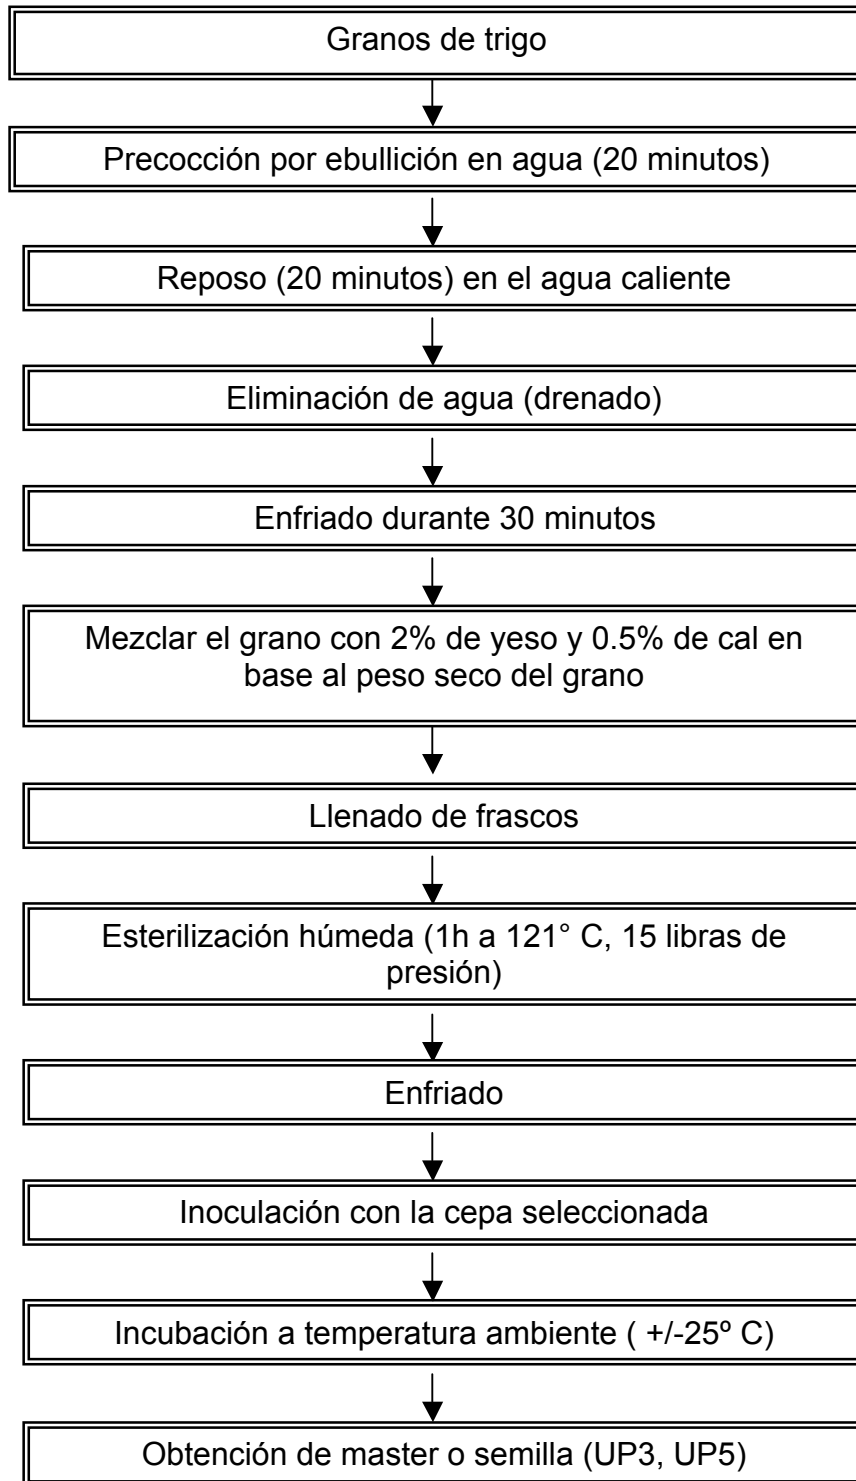 Granos de trigo
Precocción por ebullición en agua (20 minutos)
Reposo (20 minutos) en el agua caliente
Eliminación de agua (drenado)
Enfriado durante 30 minutos
Mezclar el grano con 2% de yeso y 0.5% de cal en
base al peso seco del grano
Llenado de frascos
Esterilización húmeda (1h a 121° C, 15 libras de
presión)
Enfriado
Inoculación con la cepa seleccionada
Incubación a temperatura ambiente ( +/-25º C)
Obtención de master o semilla (UP3, UP5)